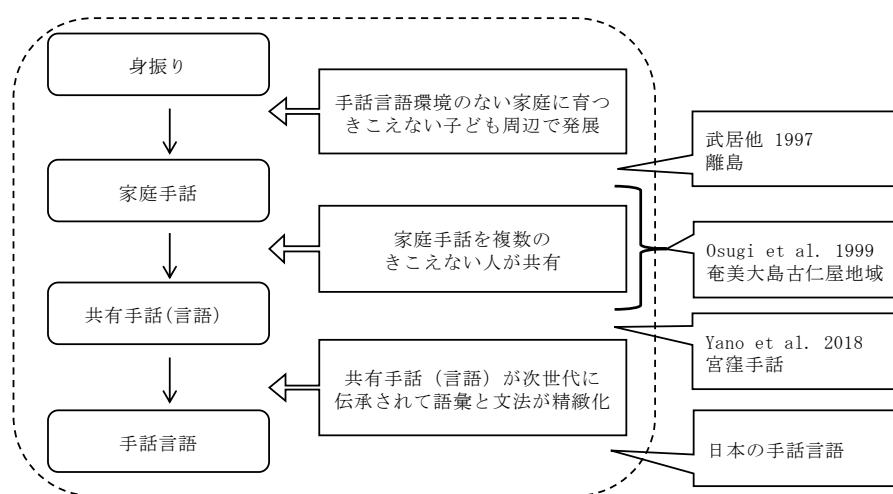 身振り
手話言語環境のない家庭に育つ
きこえない子ども周辺で発展
武居他 1997
離島
家庭手話
家庭手話を複数の
きこえない人が共有
Osugi et al. 1999
奄美大島古仁屋地域
共有手話(言語)
Yano et al. 2018
宮窪手話
共有手話（言語）が次世代に
伝承されて語彙と文法が精緻化
手話言語
日本の手話言語